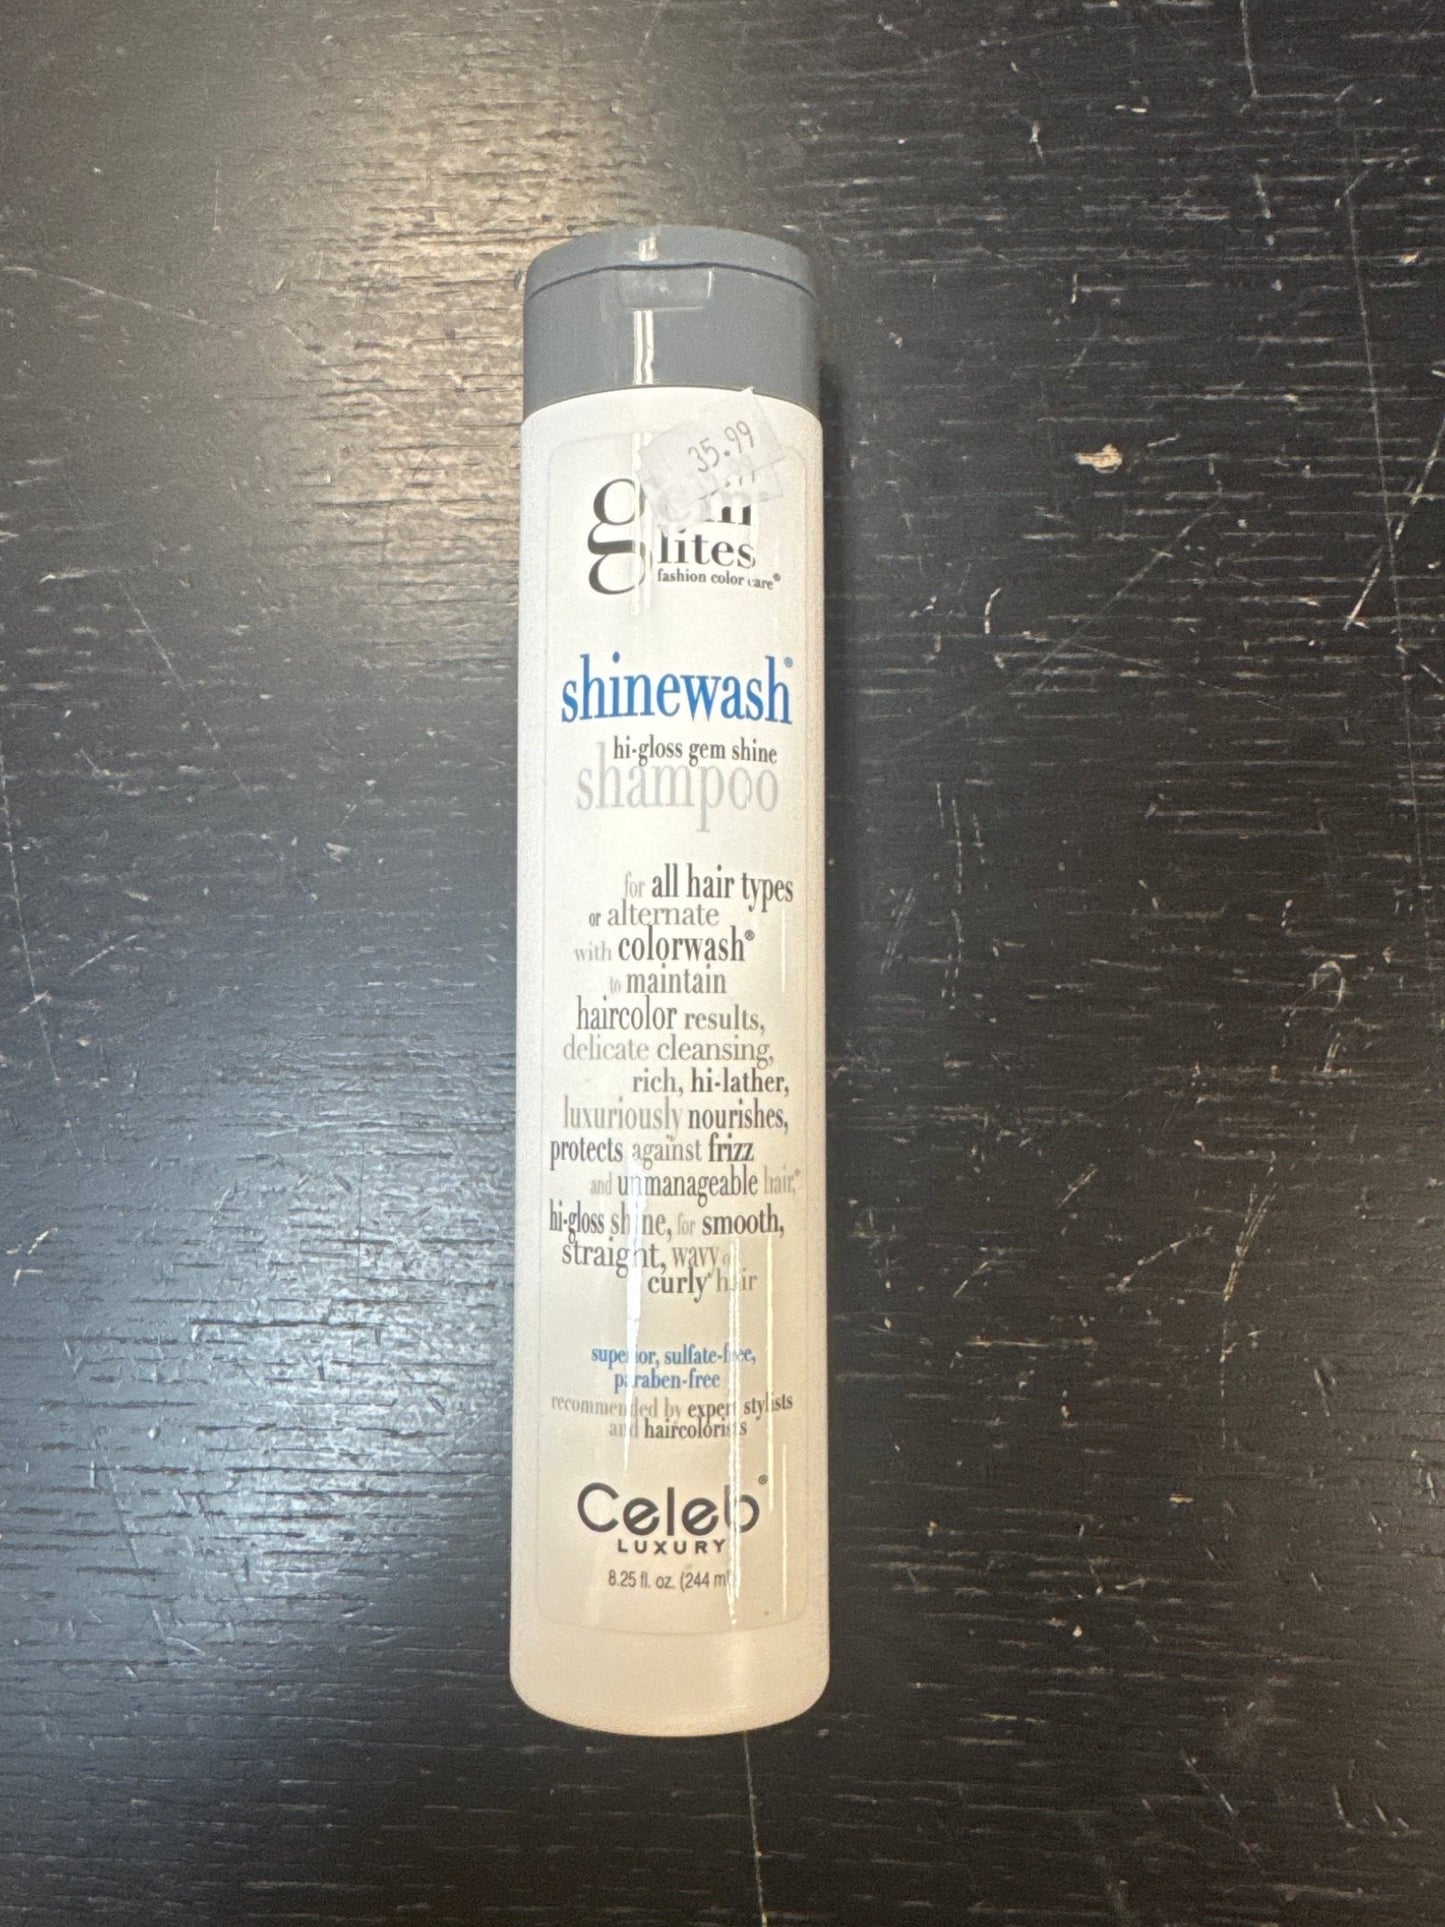 35.99
gem
lites
fashion color care®
shinewash®
hi-gloss gem shine
shampoo
for all hair types
or alternate
with colorwash®
to maintain
haircolor results,
delicate cleansing,
rich, hi-lather,
luxuriously nourishes,
protects against frizz
and unmanageable hair,
hi-gloss shine, for smooth,
straight, wavy or
curly hair
superior, sulfate-free,
paraben-free
recommended by expert stylists
and haircolorists
Celeb®
LUXURY
8.25 fl. oz. (244 ml)